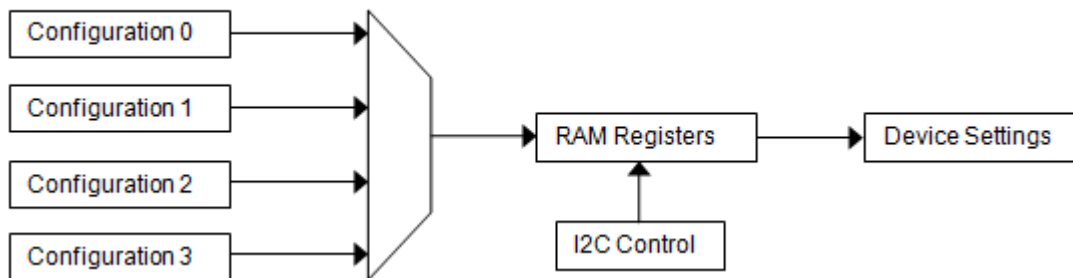 Configuration 0
Configuration 1
Configuration 2
Configuration 3
RAM Registers
Device Settings
I2C Control